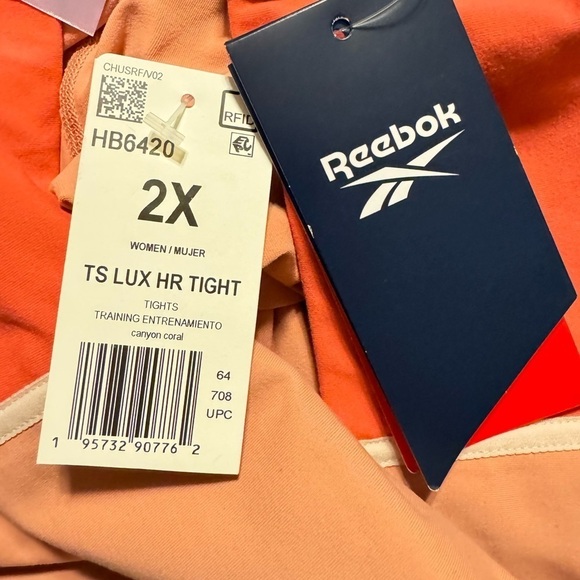 CHUSRF/V02
RFID
HB6420
2X
WOMEN / MUJER
TS LUX HR TIGHT
TIGHTS
TRAINING ENTRENAMIENTO
canyon coral
64
708
UPC
1 95732 90776 2
Reebok